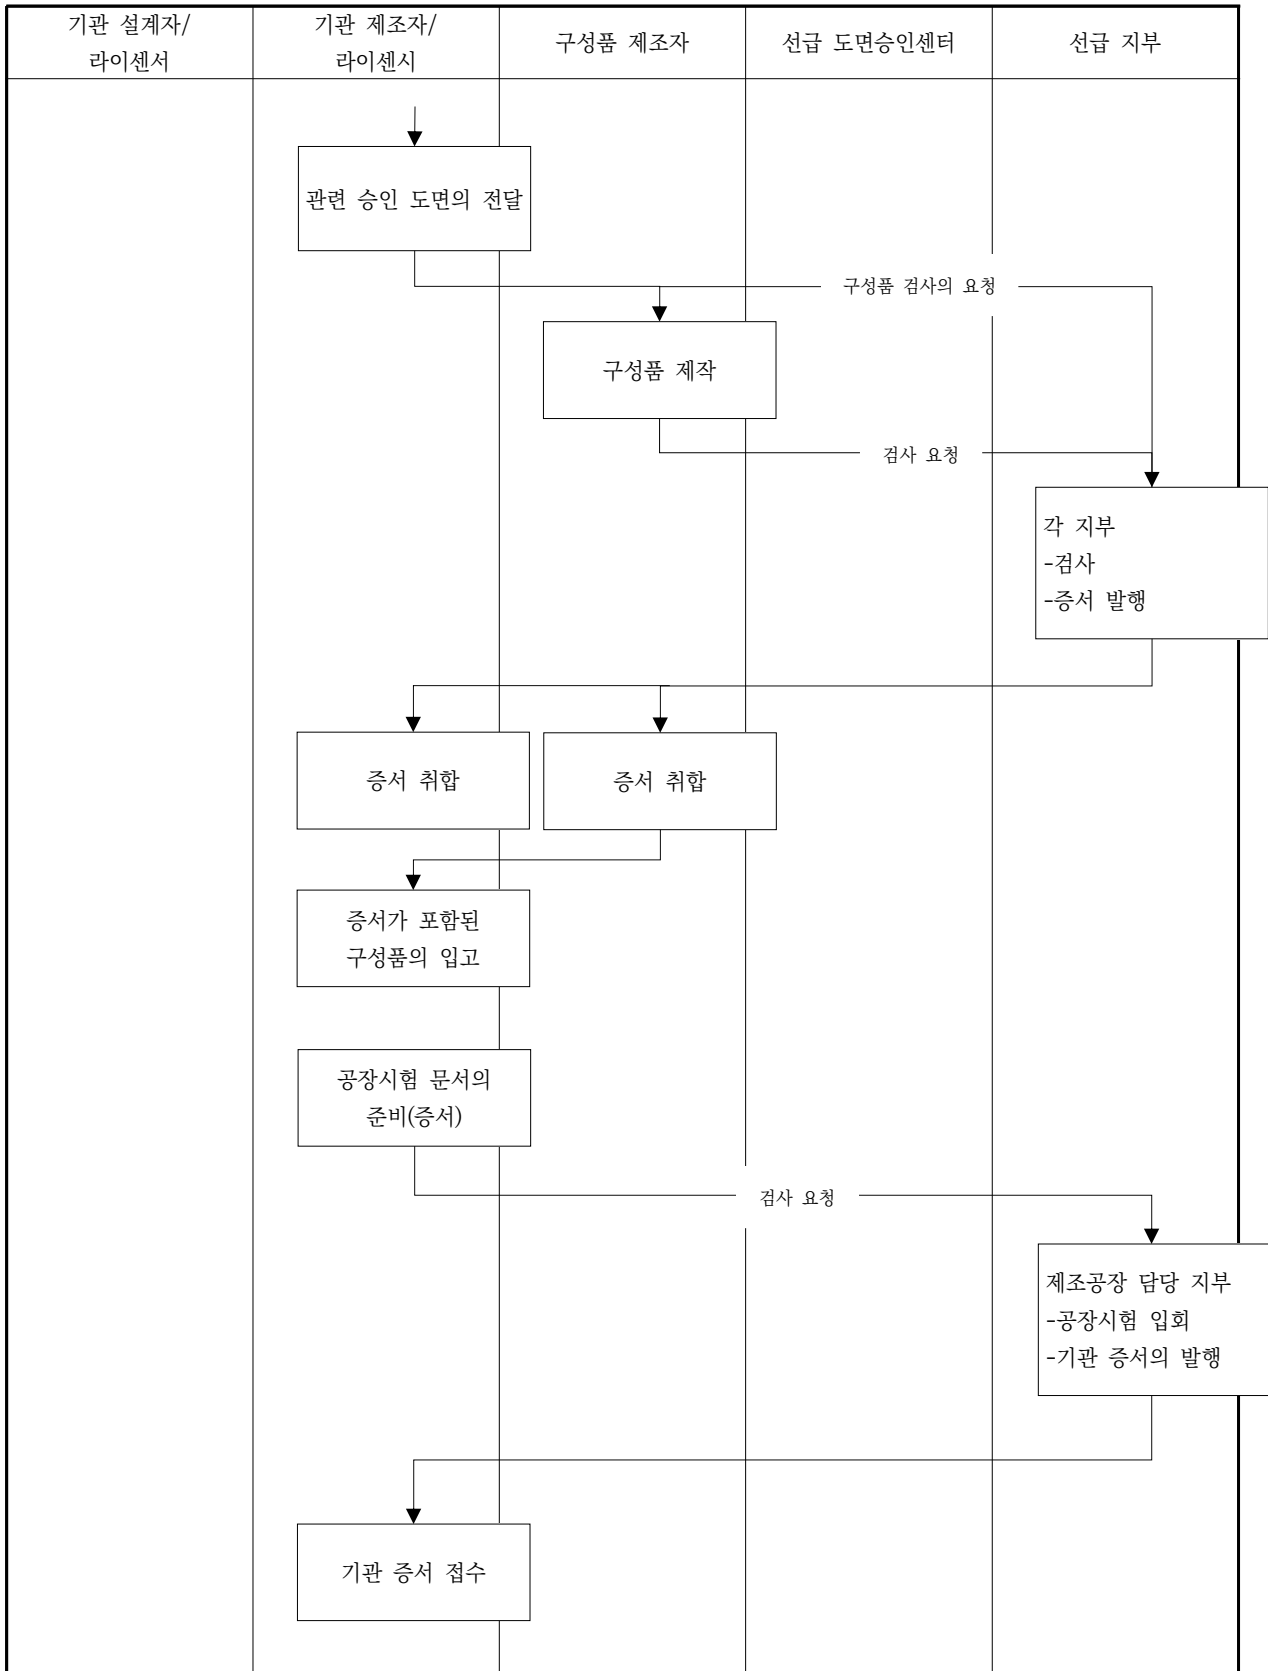 기관 설계자/
라이센서
기관 제조자/
라이센시
구성품 제조자
선급 도면승인센터
선급 지부
관련 승인 도면의 전달
구성품 검사의 요청
구성품 제작
검사 요청
각 지부
-검사
-증서 발행
증서 취합
증서 취합
증서가 포함된
구성품의 입고
공장시험 문서의
준비(증서)
검사 요청
제조공장 담당 지부
-공장시험 입회
-기관 증서의 발행
기관 증서 접수